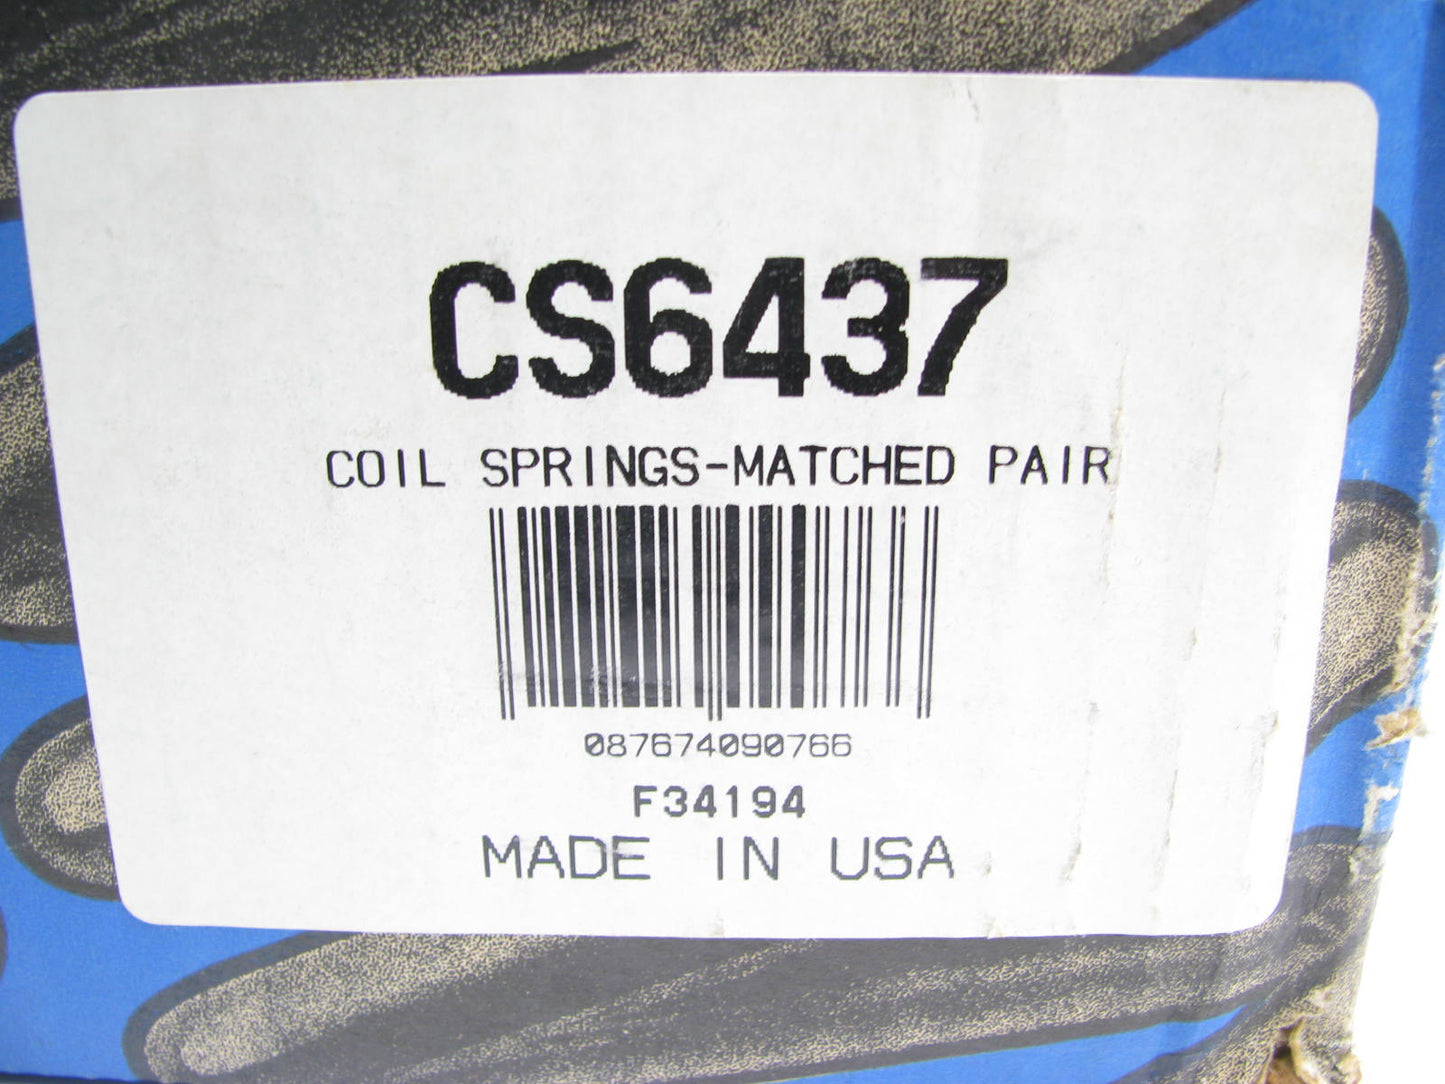 CS6437
COIL SPRINGS-MATCHED PAIR
087674090766
F34194
MADE IN USA